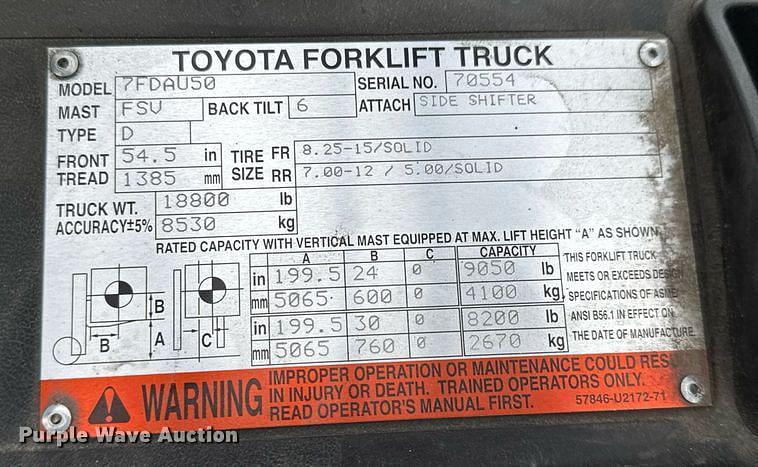 TOYOTA FORKLIFT TRUCK
MODEL 7FDAU50 SERIAL NO. 70554
MAST FSV BACK TILT 6 ATTACH SIDE SHIFTER
TYPE D
FRONT TREAD 54.5 in 1385 mm
TIRE SIZE FR 8.25-15/SOLID
RR 7.00-12 / 5.00/SOLID
TRUCK WT. 18800 lb
ACCURACY±5% 8530 kg
RATED CAPACITY WITH VERTICAL MAST EQUIPPED AT MAX. LIFT HEIGHT "A" AS SHOWN
A B C CAPACITY
in 199.5 24 0 9050 lb
mm 5065 600 0 4100 kg
in 199.5 30 0 8200 lb
mm 5065 760 0 2670 kg
THIS FORKLIFT TRUCK
MEETS OR EXCEEDS DESIGN
SPECIFICATIONS OF ASME
ANSI B56.1 IN EFFECT ON
THE DATE OF MANUFACTURE.
B
B A C
WARNING
IMPROPER OPERATION OR MAINTENANCE COULD RES
IN INJURY OR DEATH. TRAINED OPERATORS ONLY.
READ OPERATOR'S MANUAL FIRST. 57846-U2172-71
Purple Wave Auction